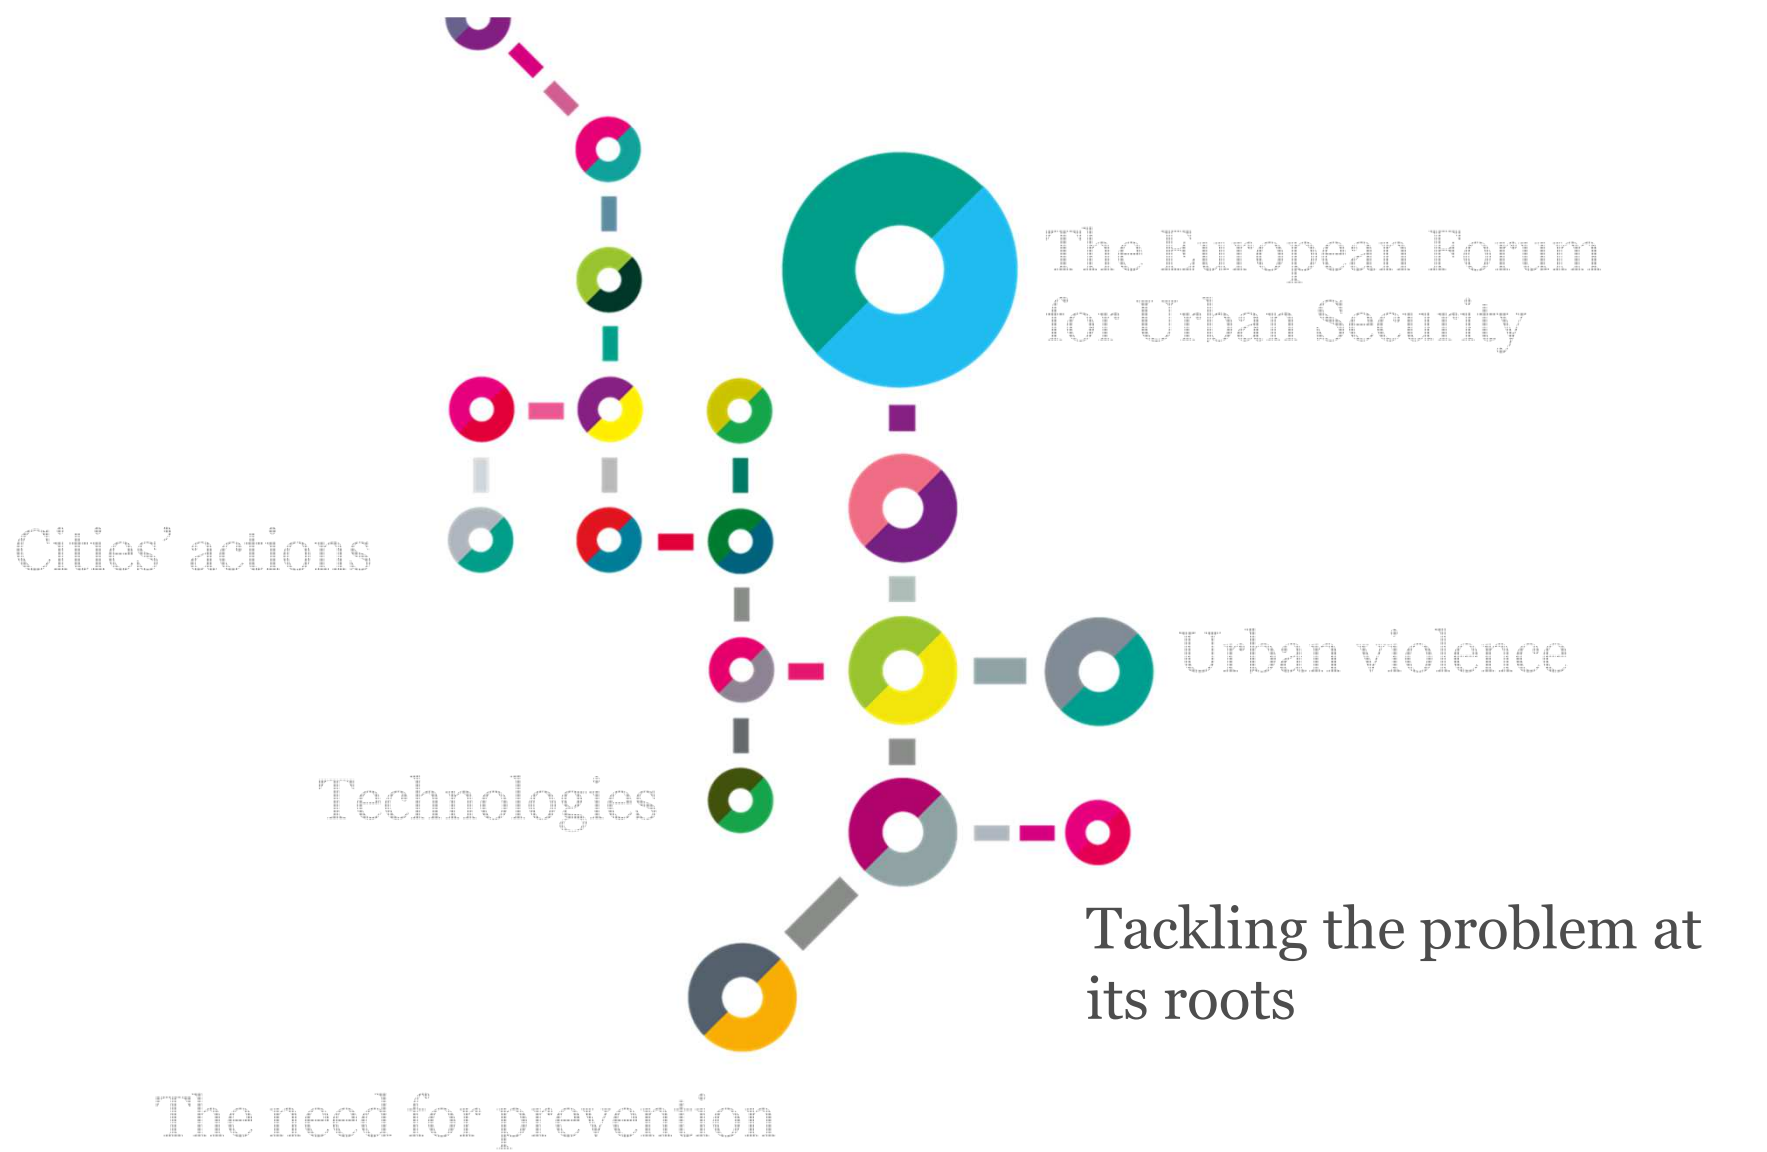 The European Forum
for Urban Security
Cities’ actions
Urban violence
Technologies
Tackling the problem at
its roots
The need for prevention